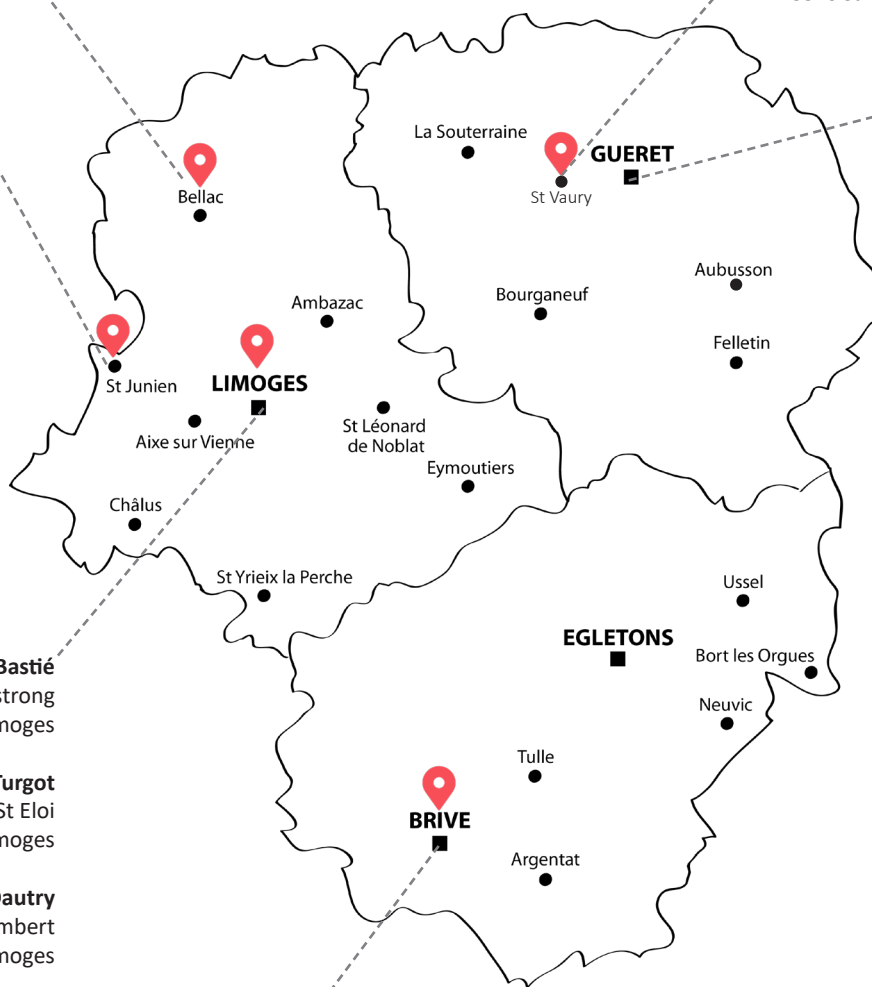 La Souterraine
GUERET
St Vaury
Bellac
Aubusson
Bourganeuf
Ambazac
Felletin
St Junien
LIMOGES
Aixe sur Vienne
St Léonard
de Noblat
Eymoutiers
Châlus
St Yrieix la Perche
Ussel
EGLETONS
Bort les Orgues
Neuvic
Tulle
BRIVE
Argentat
Bastié
strong
moges
Turgot
St Eloi
moges
Dautry
mbert
moges